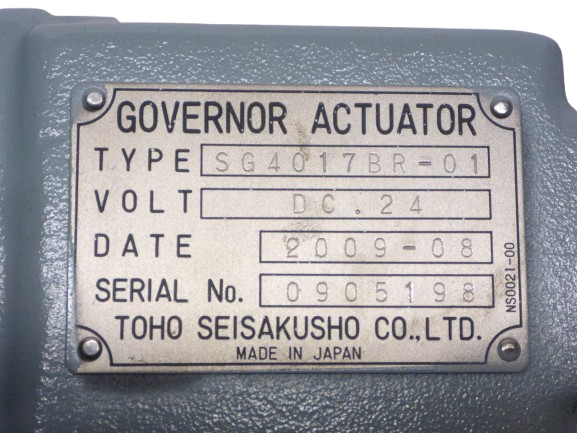 GOVERNOR ACTUATOR
TYPE SG4017BR-01
VOLT DC.24
DATE 2009-08
SERIAL No. 0905198
TOHO SEISAKUSHO CO.,LTD.
MADE IN JAPAN
NS0021-00